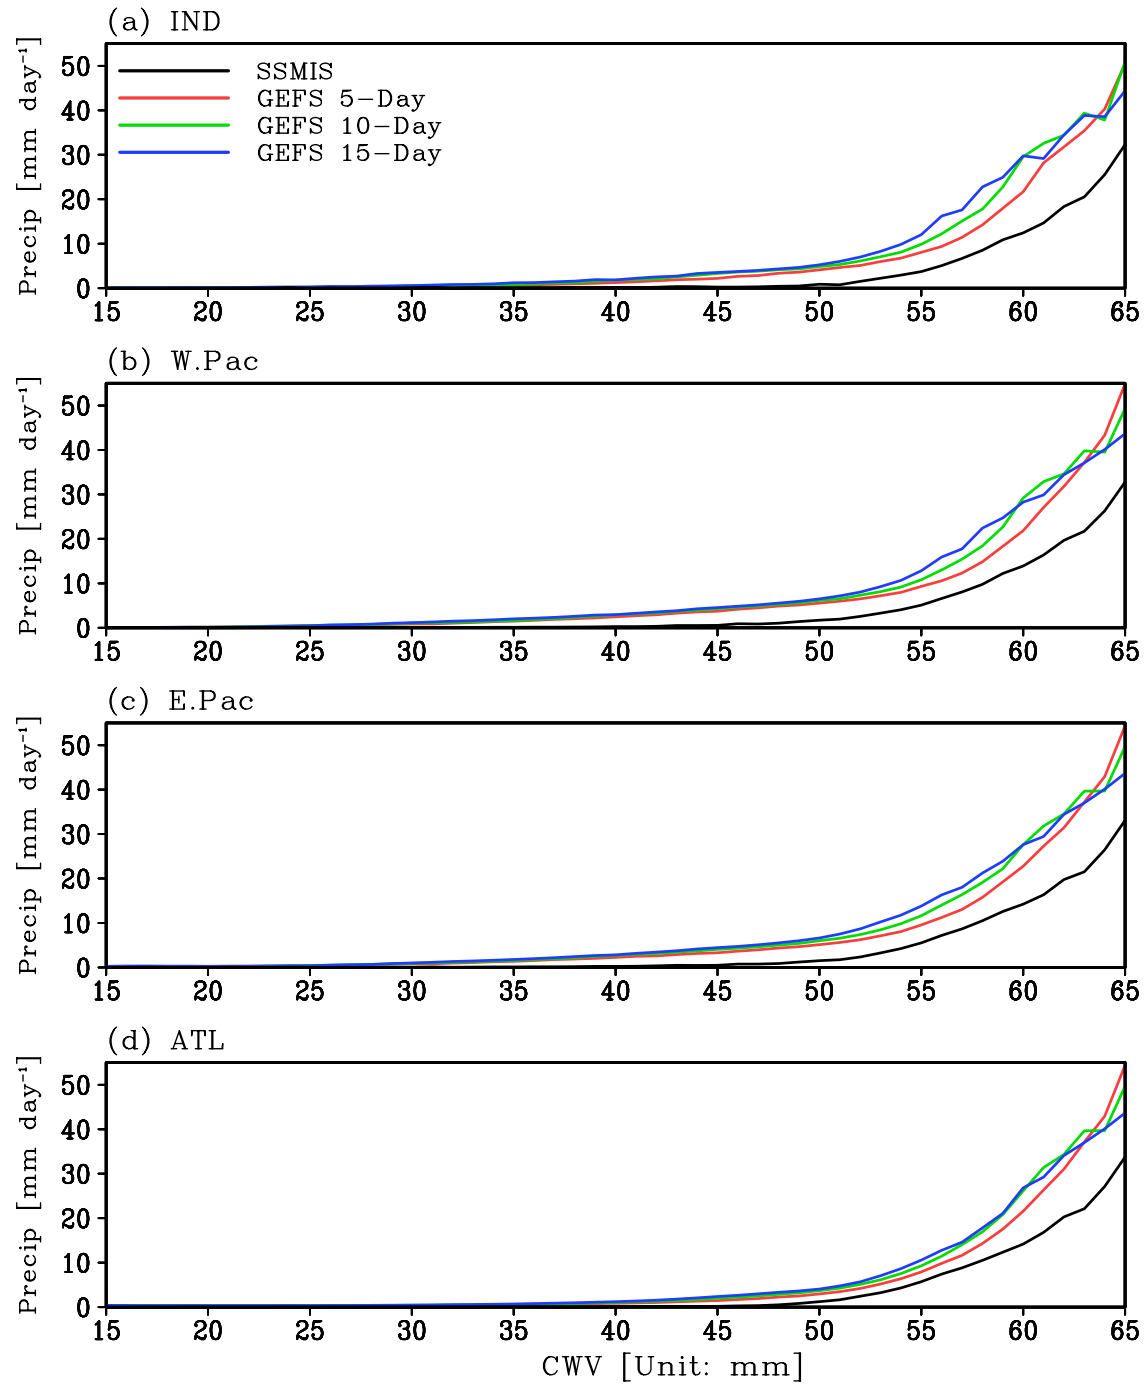 (a) IND
Precip [mm day⁻¹]
50
40
30
20
10
0
SSMIS
GEFS 5-Day
GEFS 10-Day
GEFS 15-Day
15 20 25 30 35 40 45 50 55 60 65
(b) W.Pac
Precip [mm day⁻¹]
50
40
30
20
10
0
15 20 25 30 35 40 45 50 55 60 65
(c) E.Pac
Precip [mm day⁻¹]
50
40
30
20
10
0
15 20 25 30 35 40 45 50 55 60 65
(d) ATL
Precip [mm day⁻¹]
50
40
30
20
10
0
15 20 25 30 35 40 45 50 55 60 65
CWV [Unit: mm]